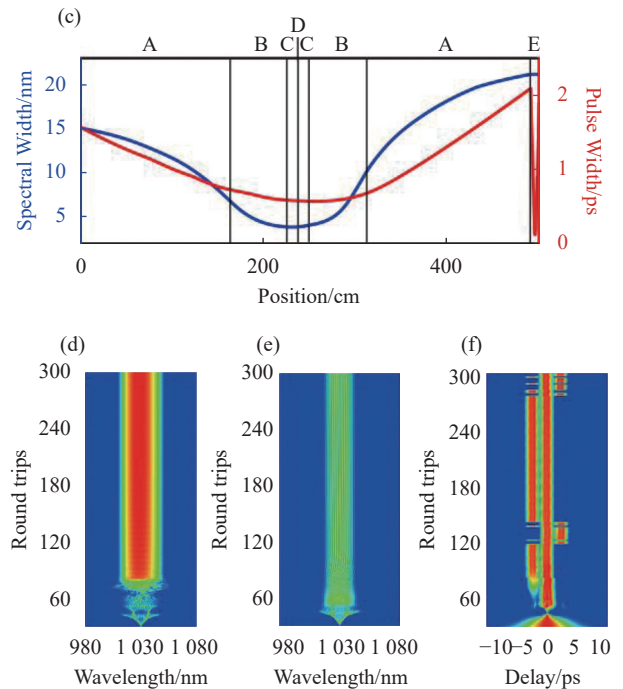 (c)
D
A B C C B A E
20
15
10
5
Spectral Width/nm
2
1
0
Pulse Width/ps
0 200 400
Position/cm
(d) (e) (f)
300
240
180
120
60
Round trips
980 1 030 1 080
Wavelength/nm
300
240
180
120
60
Round trips
980 1 030 1 080
Wavelength/nm
300
240
180
120
60
Round trips
−10 −5 0 5 10
Delay/ps